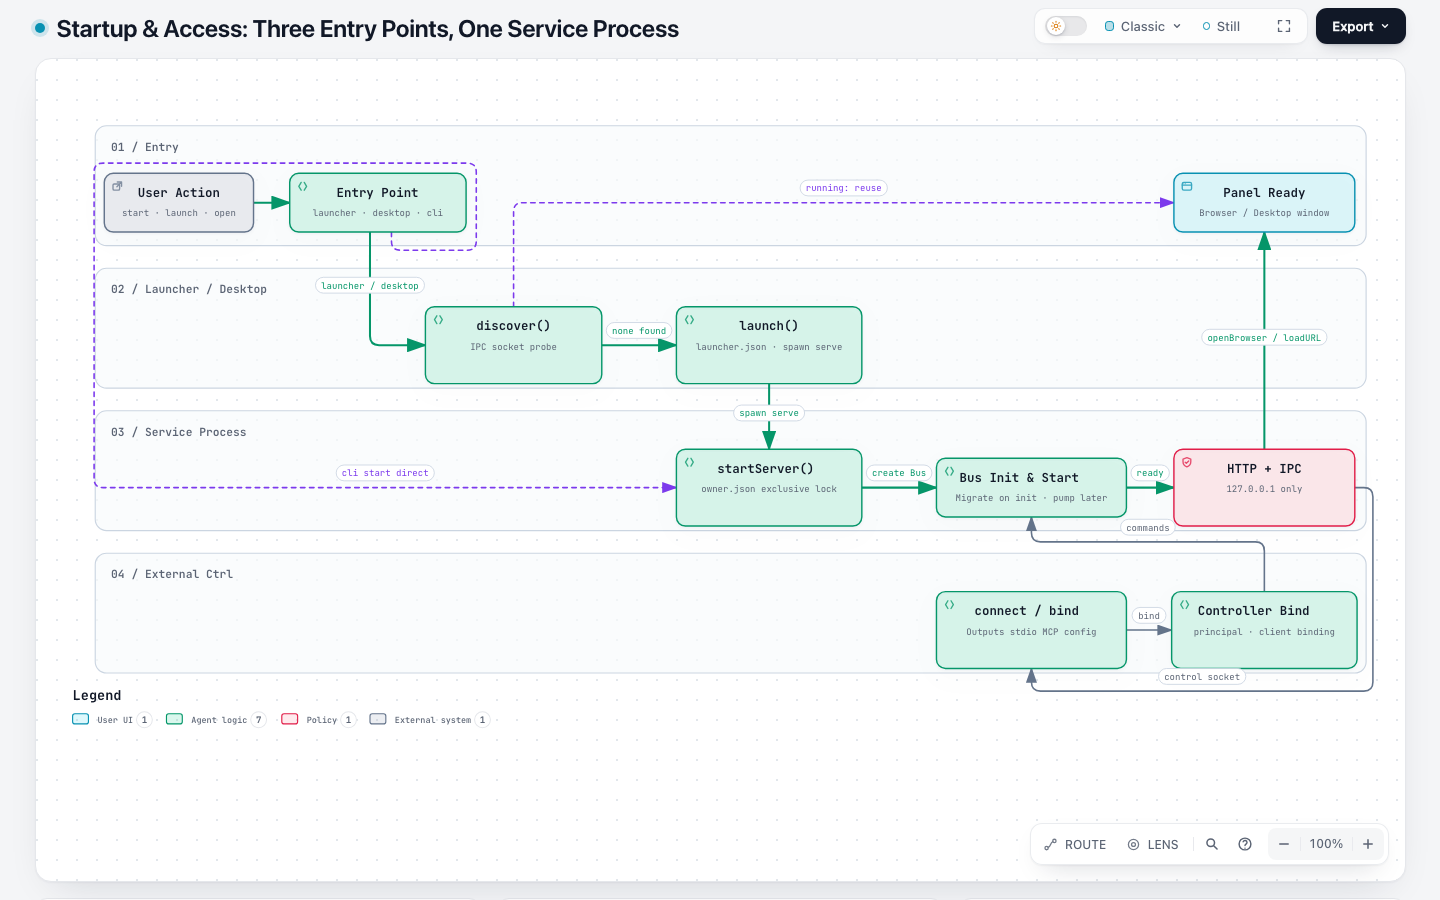 Startup & Access: Three Entry Points, One Service Process
Classic
Still
Export
01 / Entry
User Action
start · launch · open
Entry Point
launcher · desktop · cli
running: reuse
Panel Ready
Browser / Desktop window
02 / Launcher / Desktop
launcher / desktop
discover()
IPC socket probe
none found
launch()
launcher.json · spawn serve
openBrowser / loadURL
spawn serve
03 / Service Process
cli start direct
startServer()
owner.json exclusive lock
create Bus
Bus Init & Start
Migrate on init · pump later
ready
HTTP + IPC
127.0.0.1 only
commands
04 / External Ctrl
connect / bind
Outputs stdio MCP config
bind
Controller Bind
principal · client binding
control socket
Legend
User UI 1
Agent logic 7
Policy 1
External system 1
ROUTE
LENS
100%